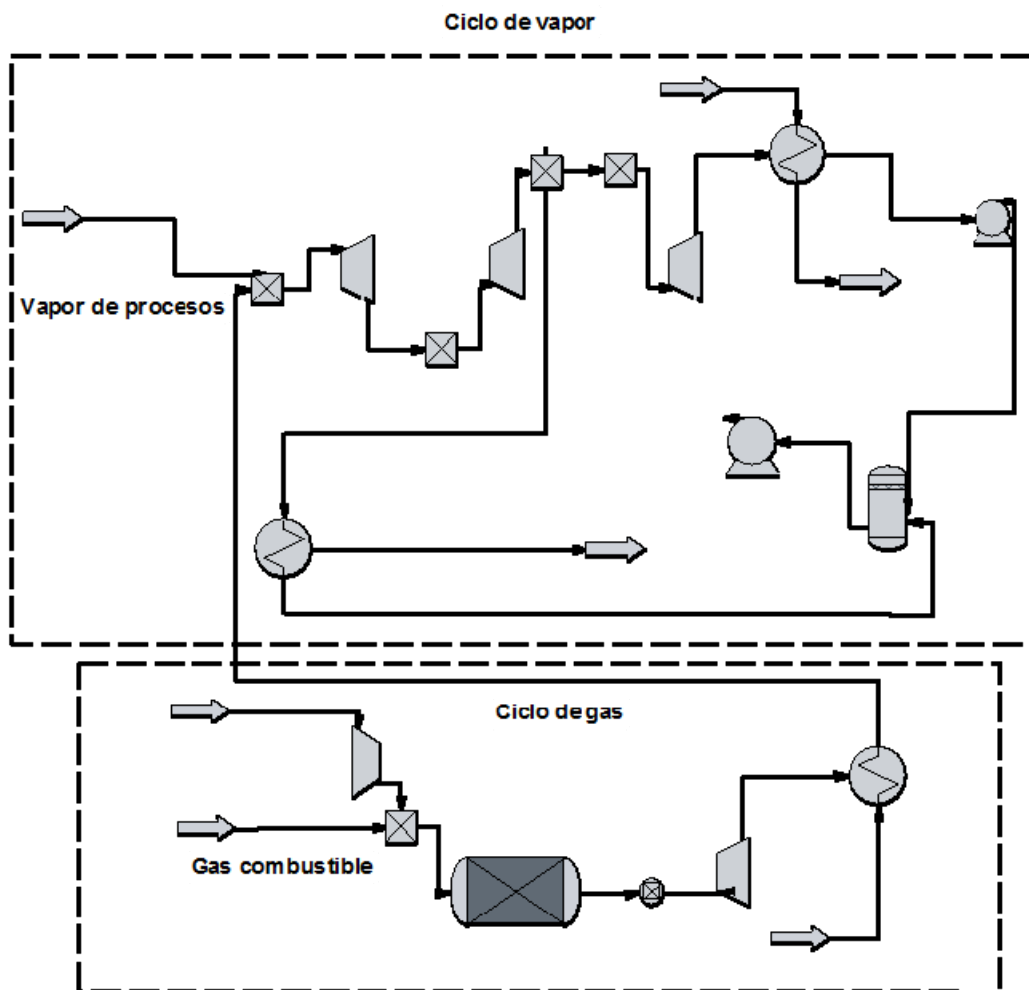 Ciclo de vapor
Vapor de procesos
Ciclo de gas
Gas combustible